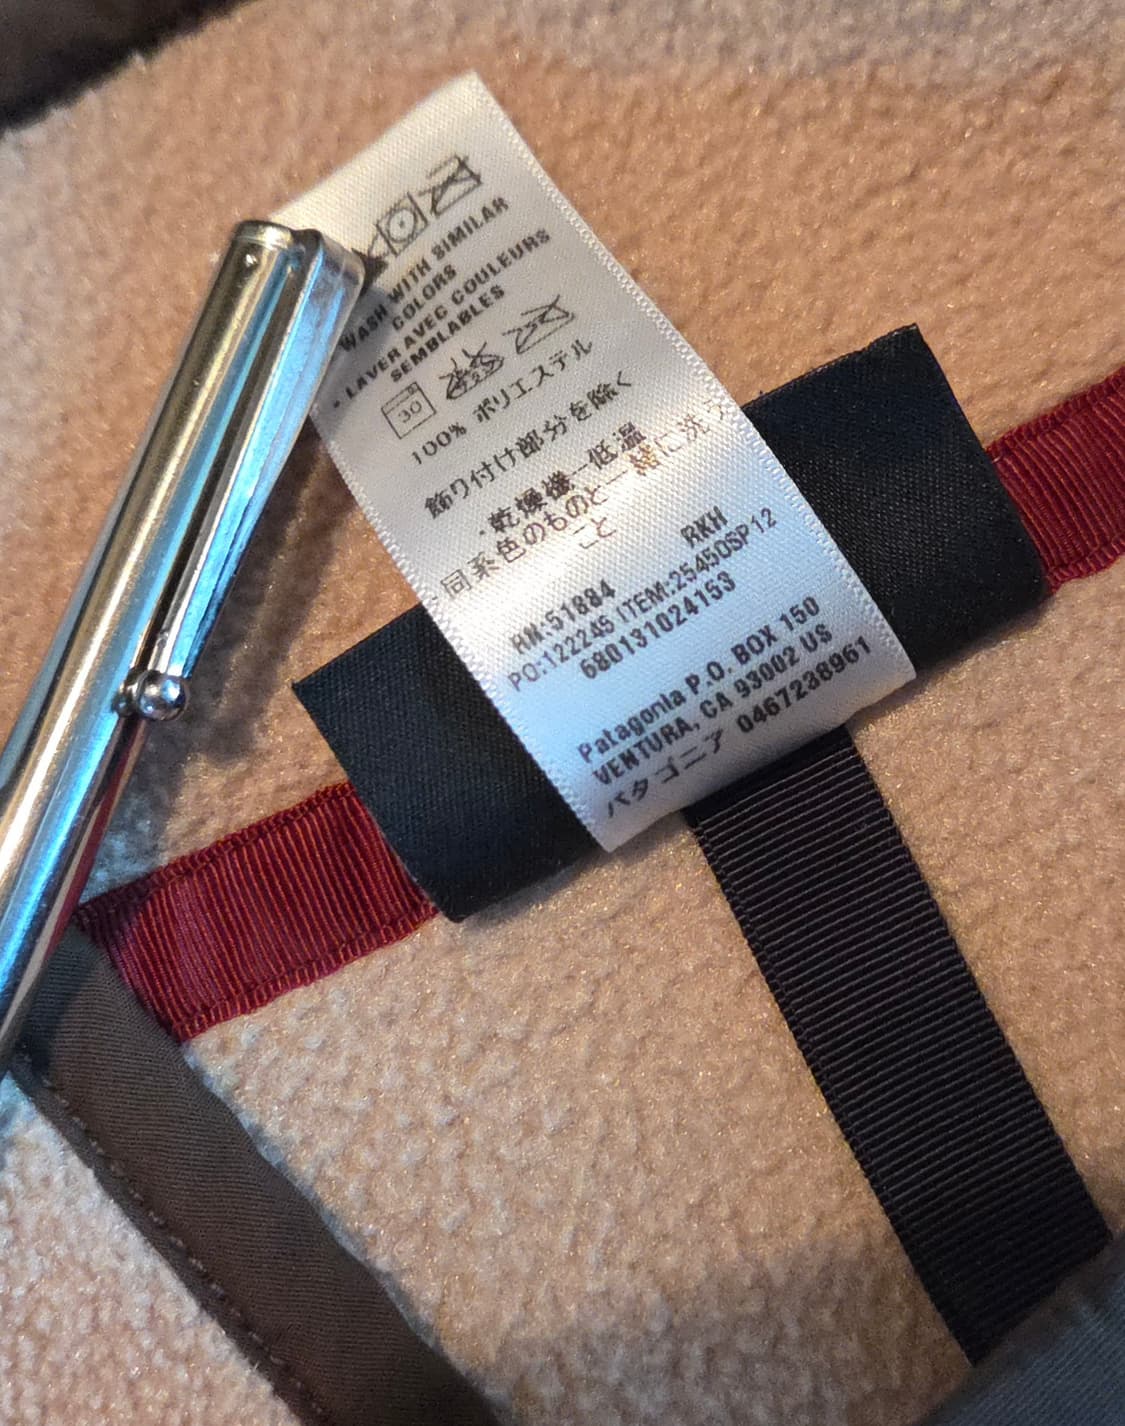 WASH WITH SIMILAR
COLORS
· LAVER AVEC COULEURS
SEMBLABLES
30
100% ポリエステル
飾り付け部分を除く
·乾燥機一低温
同系色のものと一緒に洗う
こと
RKH
RN:51884
PO:122245 ITEM:25450SP12
680131024153
Patagonia P.O. BOX 150
VENTURA, CA 93002 US
パタゴニア 0467238961